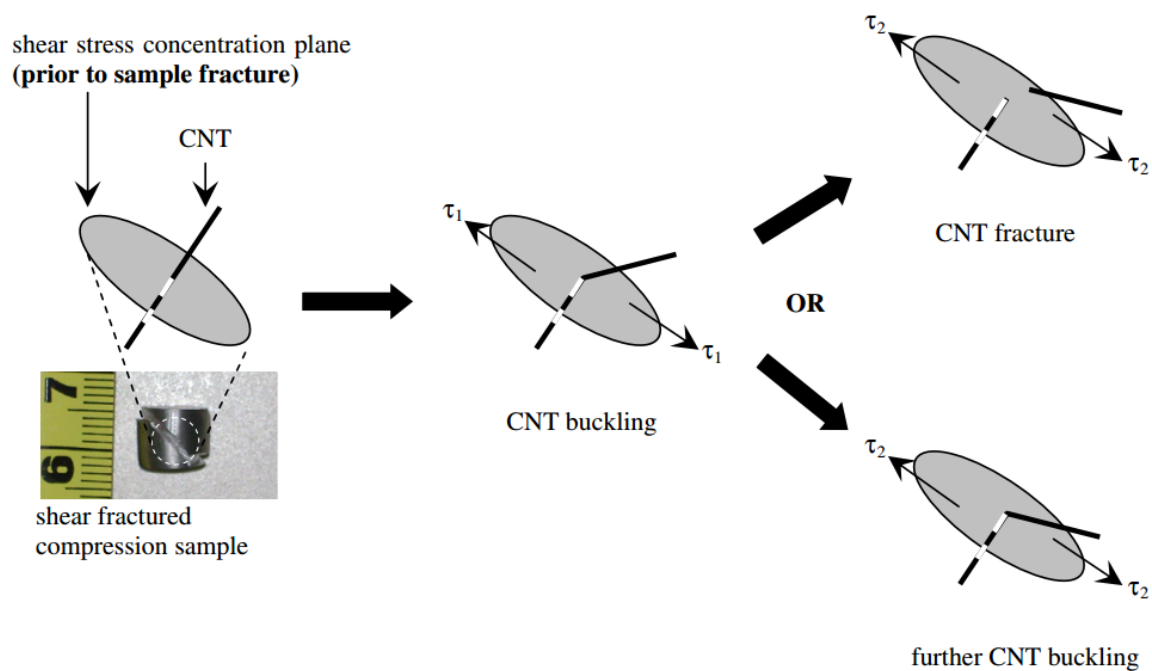 shear stress concentration plane
(prior to sample fracture)
CNT
τ₁
τ₁
CNT buckling
τ₂
τ₂
CNT fracture
OR
τ₂
τ₂
further CNT buckling
7
6
shear fractured
compression sample